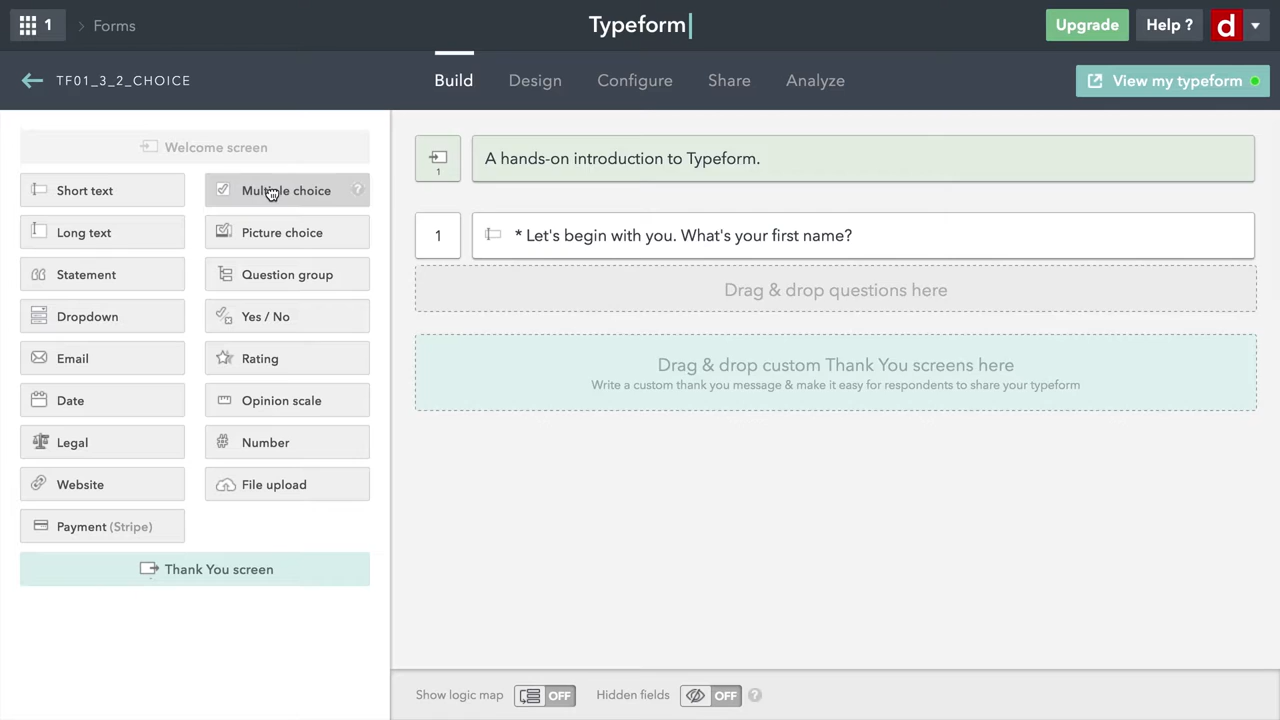 1 > Forms
Typeform
Upgrade
Help ?
d
TF01_3_2_CHOICE
Build
Design
Configure
Share
Analyze
View my typeform
Welcome screen
Short text
Multiple choice ?
Long text
Picture choice
Statement
Question group
Dropdown
Yes / No
Email
Rating
Date
Opinion scale
Legal
Number
Website
File upload
Payment (Stripe)
Thank You screen
1
A hands-on introduction to Typeform.
1
* Let's begin with you. What's your first name?
Drag & drop questions here
Drag & drop custom Thank You screens here
Write a custom thank you message & make it easy for respondents to share your typeform
Show logic map OFF
Hidden fields OFF ?